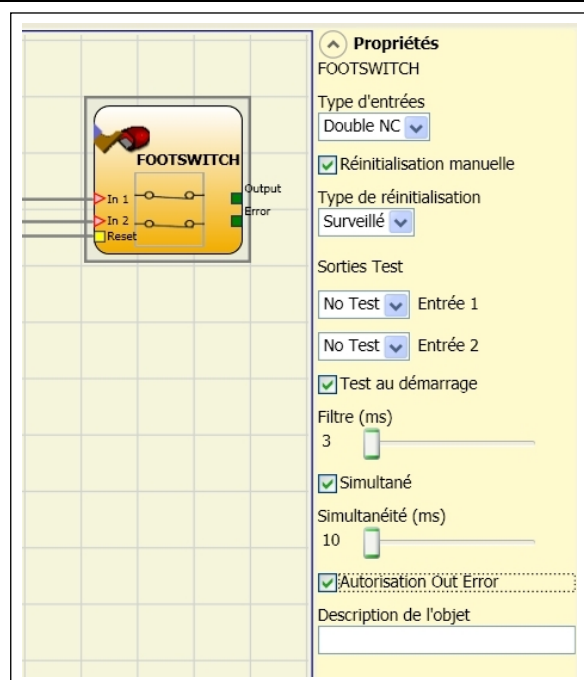 FOOTSWITCH
In 1
In 2
Reset
Output
Error
Propriétés
FOOTSWITCH
Type d'entrées
Double NC
Réinitialisation manuelle
Type de réinitialisation
Surveillé
Sorties Test
No Test Entrée 1
No Test Entrée 2
Test au démarrage
Filtre (ms)
3
Simultané
Simultanéité (ms)
10
Autorisation Out Error
Description de l'objet